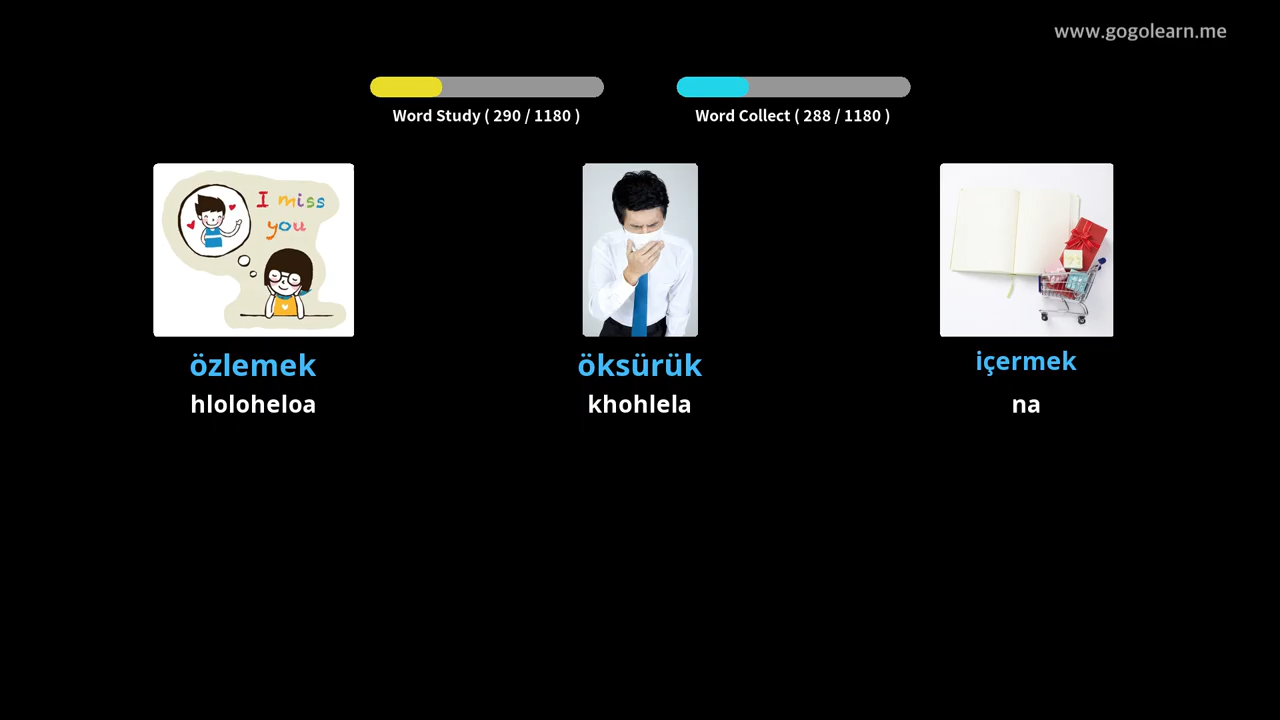 www.gogolearn.me
Word Study ( 290 / 1180 )
Word Collect ( 288 / 1180 )
I miss
you
özlemek
öksürük
içermek
hloloheloa
khohlela
na